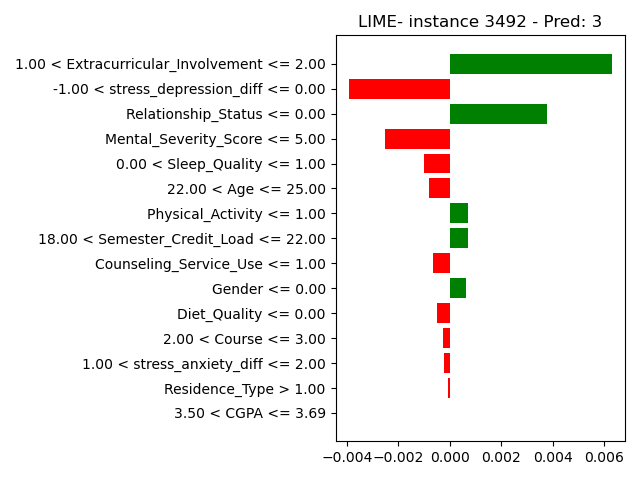 LIME- instance 3492 - Pred: 3
1.00 < Extracurricular_Involvement <= 2.00
-1.00 < stress_depression_diff <= 0.00
Relationship_Status <= 0.00
Mental_Severity_Score <= 5.00
0.00 < Sleep_Quality <= 1.00
22.00 < Age <= 25.00
Physical_Activity <= 1.00
18.00 < Semester_Credit_Load <= 22.00
Counseling_Service_Use <= 1.00
Gender <= 0.00
Diet_Quality <= 0.00
2.00 < Course <= 3.00
1.00 < stress_anxiety_diff <= 2.00
Residence_Type > 1.00
3.50 < CGPA <= 3.69
−0.004 −0.002 0.000 0.002 0.004 0.006